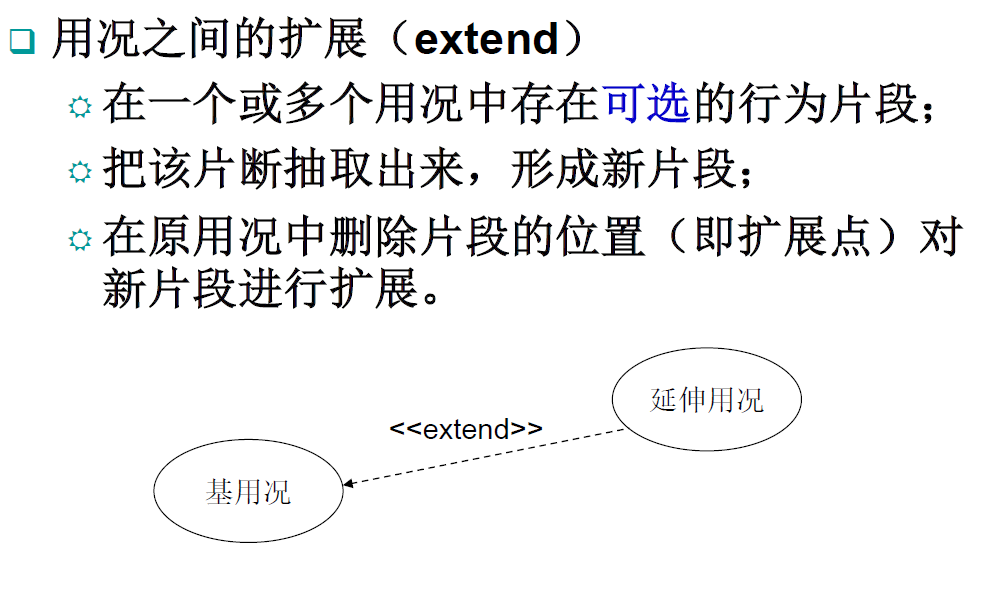 用况之间的扩展（extend）
在一个或多个用况中存在可选的行为片段；
把该片断抽取出来，形成新片段；
在原用况中删除片段的位置（即扩展点）对
新片段进行扩展。
延伸用况
<<extend>>
基用况